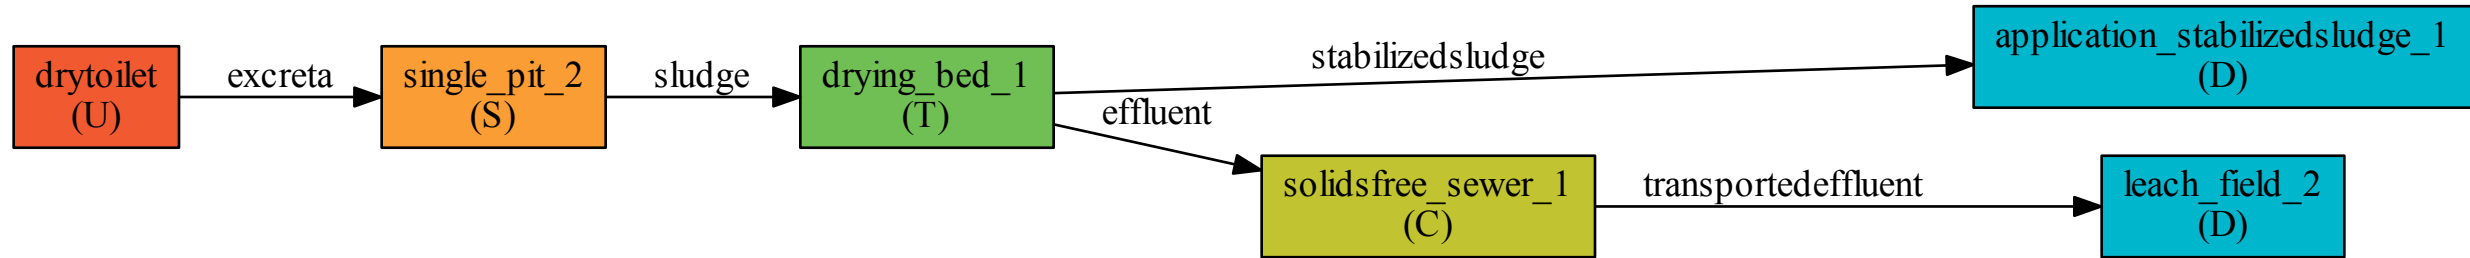 drytoilet
(U)
excreta
single_pit_2
(S)
sludge
drying_bed_1
(T)
stabilizedsludge
application_stabilizedsludge_1
(D)
effluent
solidsfree_sewer_1
(C)
transportedeffluent
leach_field_2
(D)